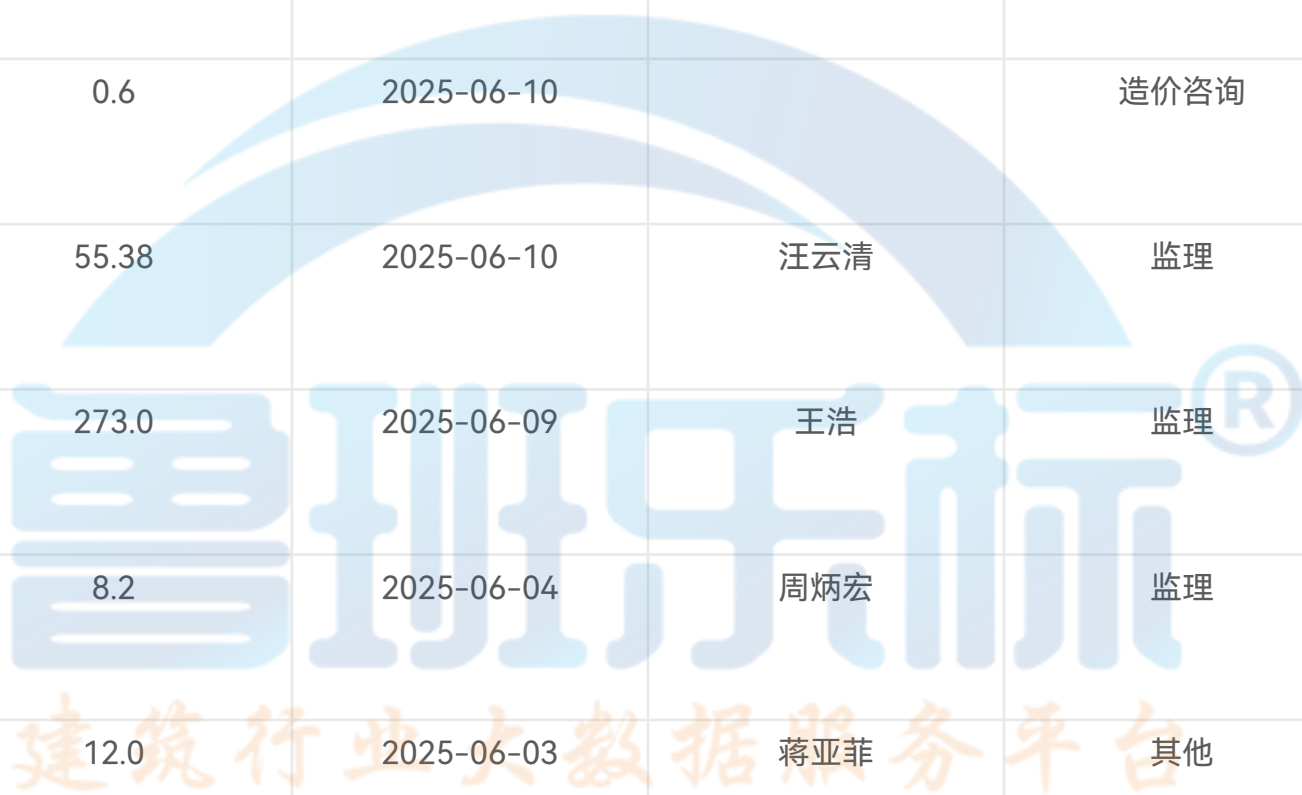 0.6 2025-06-10 造价咨询
55.38 2025-06-10 汪云清 监理
273.0 2025-06-09 王浩 监理
8.2 2025-06-04 周炳宏 监理
12.0 2025-06-03 蒋亚菲 其他
鲁班乐标®
建筑行业大数据服务平台